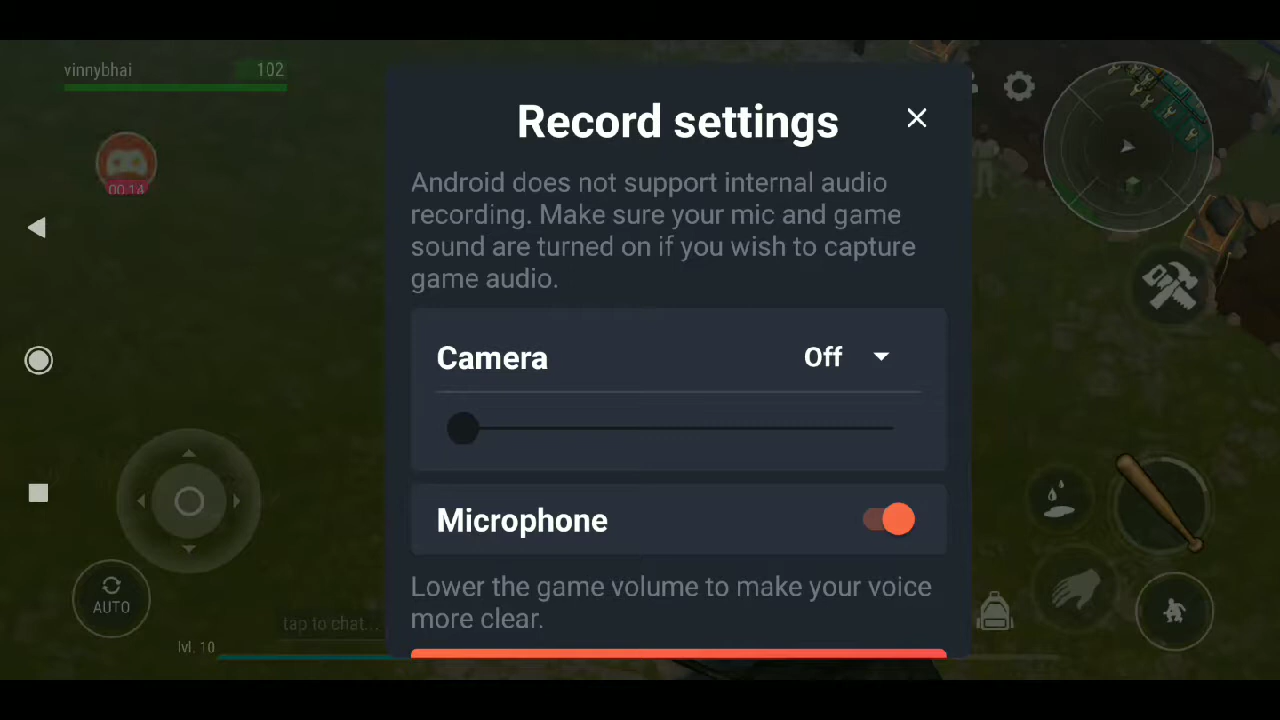 vinnybhai 102
00:14
Record settings
Android does not support internal audio
recording. Make sure your mic and game
sound are turned on if you wish to capture
game audio.
Camera Off
Microphone
Lower the game volume to make your voice
more clear.
AUTO
tap to chat...
lvl. 10